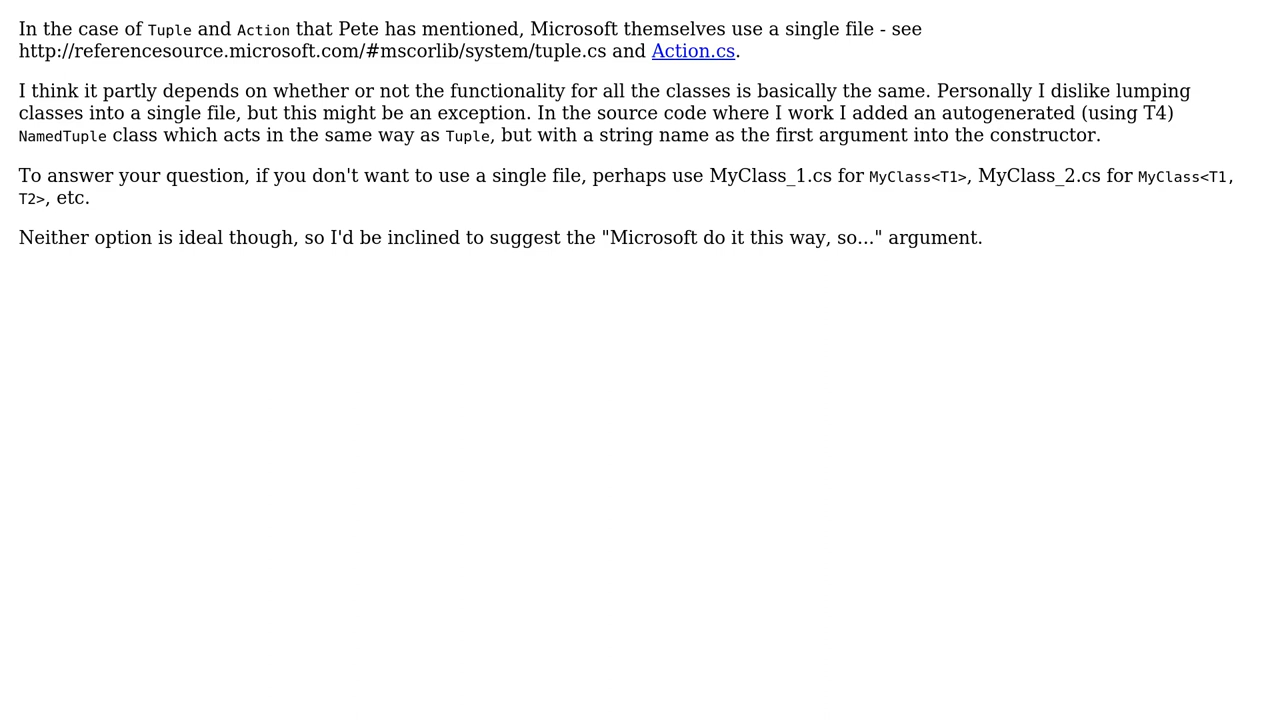 In the case of Tuple and Action that Pete has mentioned, Microsoft themselves use a single file - see
http://referencesource.microsoft.com/#mscorlib/system/tuple.cs and Action.cs.
I think it partly depends on whether or not the functionality for all the classes is basically the same. Personally I dislike lumping
classes into a single file, but this might be an exception. In the source code where I work I added an autogenerated (using T4)
NamedTuple class which acts in the same way as Tuple, but with a string name as the first argument into the constructor.
To answer your question, if you don't want to use a single file, perhaps use MyClass_1.cs for MyClass<T1>, MyClass_2.cs for MyClass<T1,
T2>, etc.
Neither option is ideal though, so I'd be inclined to suggest the "Microsoft do it this way, so..." argument.